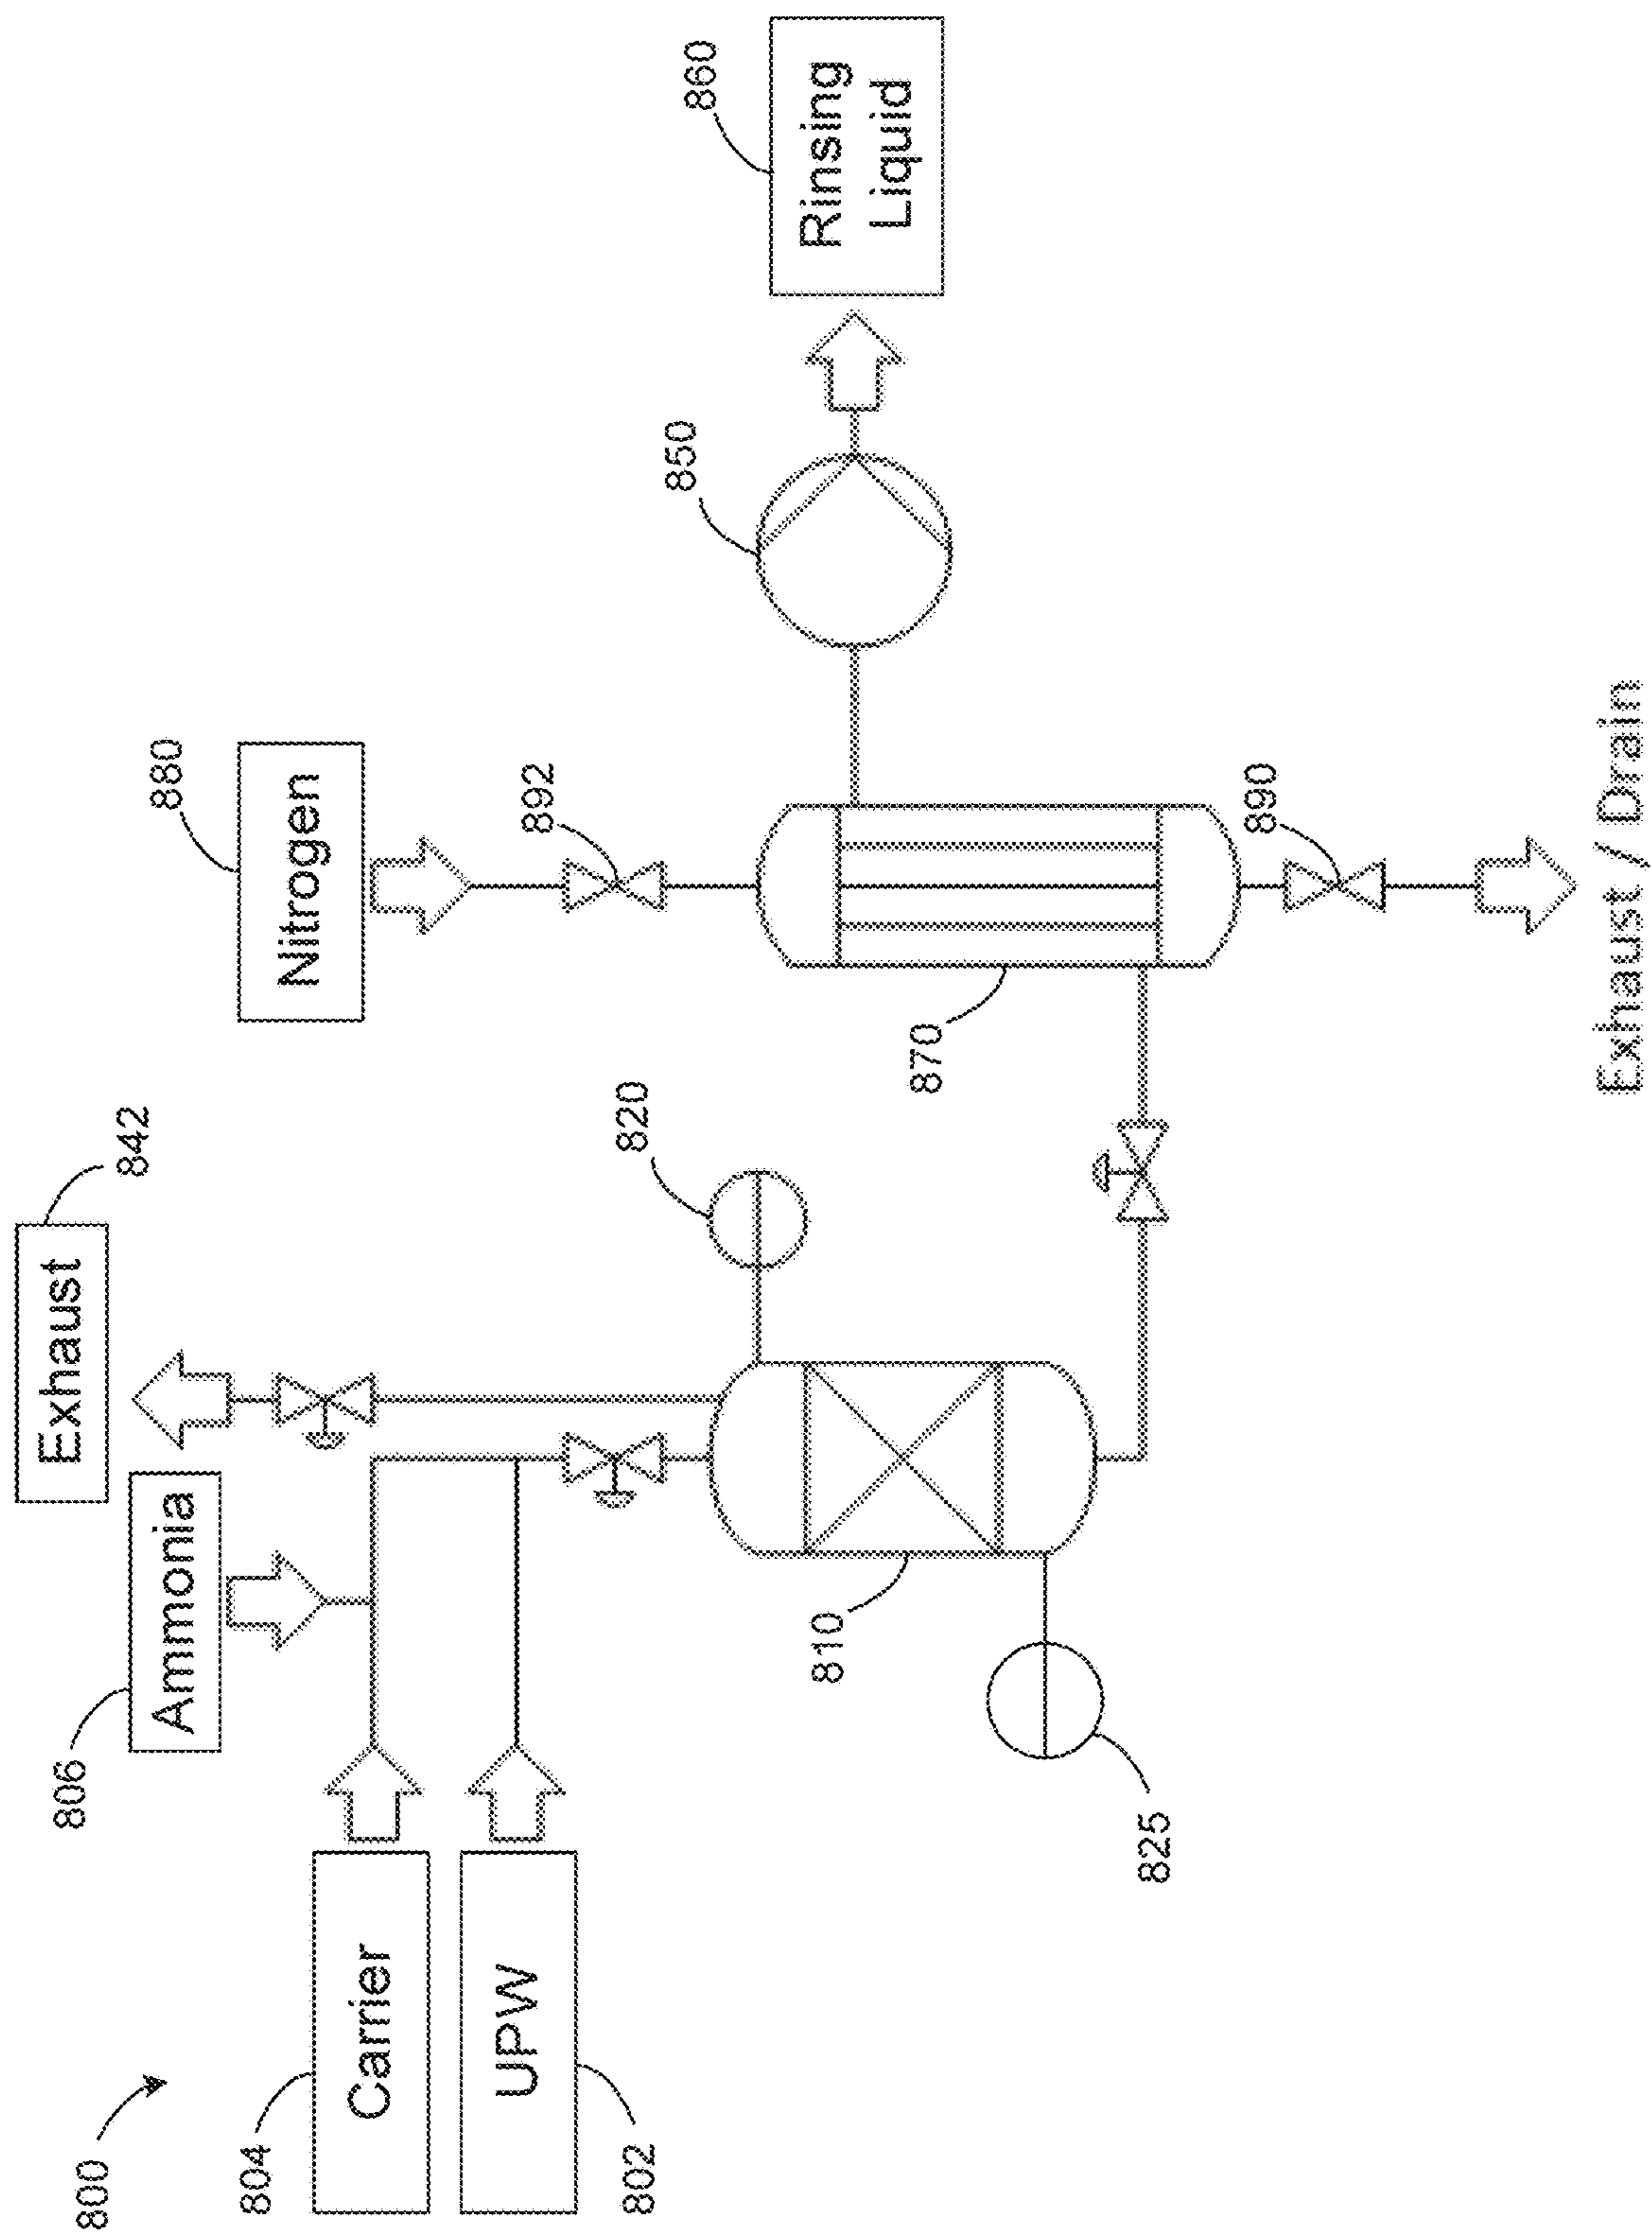 800
804
Carrier
UPW
802
806
Ammonia
Exhaust
842
825
810
820
880
Nitrogen
892
870
890
Exhaust / Drain
850
860
Rinsing
Liquid